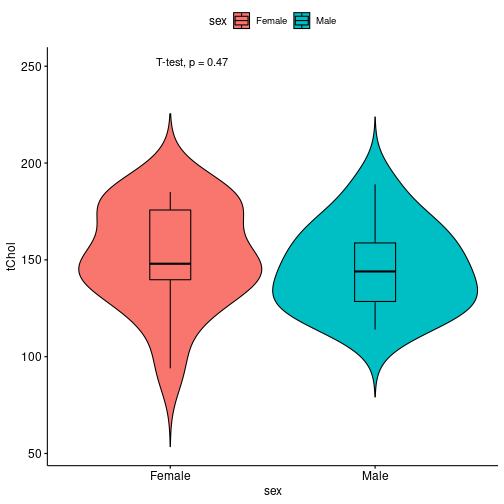 sex Female Male
T-test, p = 0.47
250
200
150
100
50
tChol
Female Male
sex